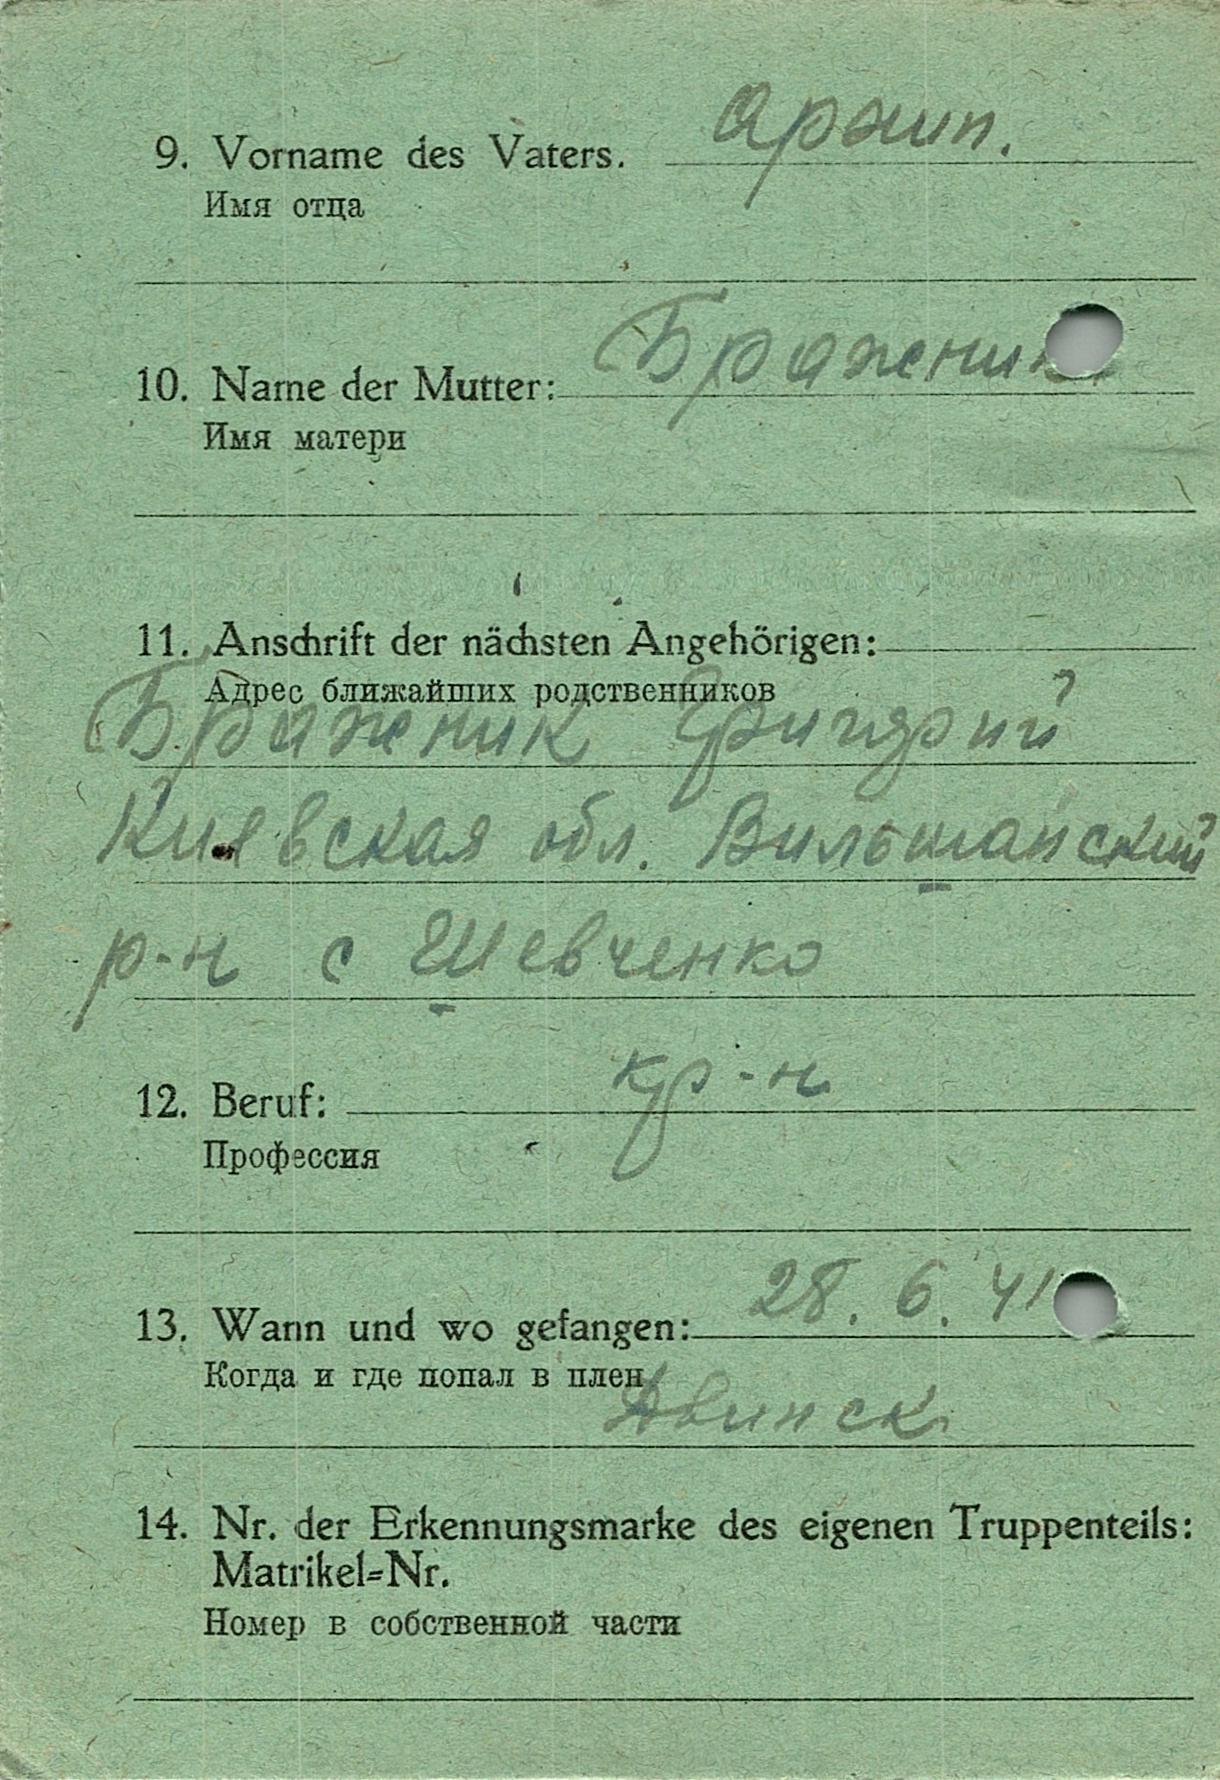 9. Vorname des Vaters. Архип.
Имя отца
10. Name der Mutter: Бражник
Имя матери
11. Anschrift der nächsten Angehörigen:
Адрес ближайших родственников
Бражник Григорий
Киевская обл. Вильшанский
р-н с Шевченко
12. Beruf: кр-н
Профессия
13. Wann und wo gefangen: 28. 6. 41
Когда и где попал в плен
Двинск
14. Nr. der Erkennungsmarke des eigenen Truppenteils:
Matrikel=Nr.
Номер в собственной части